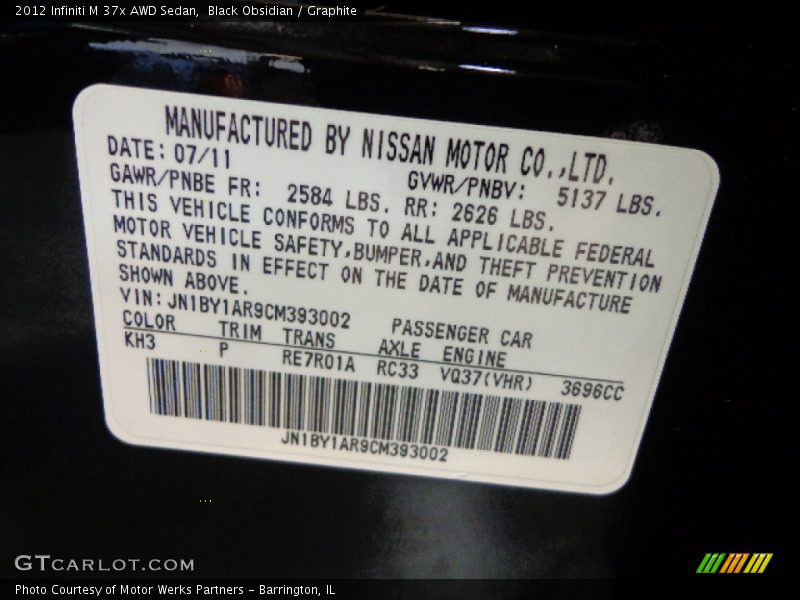 2012 Infiniti M 37x AWD Sedan,  Black Obsidian / Graphite
MANUFACTURED BY NISSAN MOTOR CO.,LTD.
DATE: 07/11 GVWR/PNBV: 5137 LBS.
GAWR/PNBE FR: 2584 LBS. RR: 2626 LBS.
THIS VEHICLE CONFORMS TO ALL APPLICABLE FEDERAL
MOTOR VEHICLE SAFETY,BUMPER,AND THEFT PREVENTION
STANDARDS IN EFFECT ON THE DATE OF MANUFACTURE
SHOWN ABOVE.
VIN: JN1BY1AR9CM393002 PASSENGER CAR
COLOR TRIM TRANS AXLE ENGINE
KH3 P RE7R01A RC33 VQ37(VHR) 3696CC
JN1BY1AR9CM393002
GTCARLOT.COM
Photo Courtesy of Motor Werks Partners - Barrington, IL